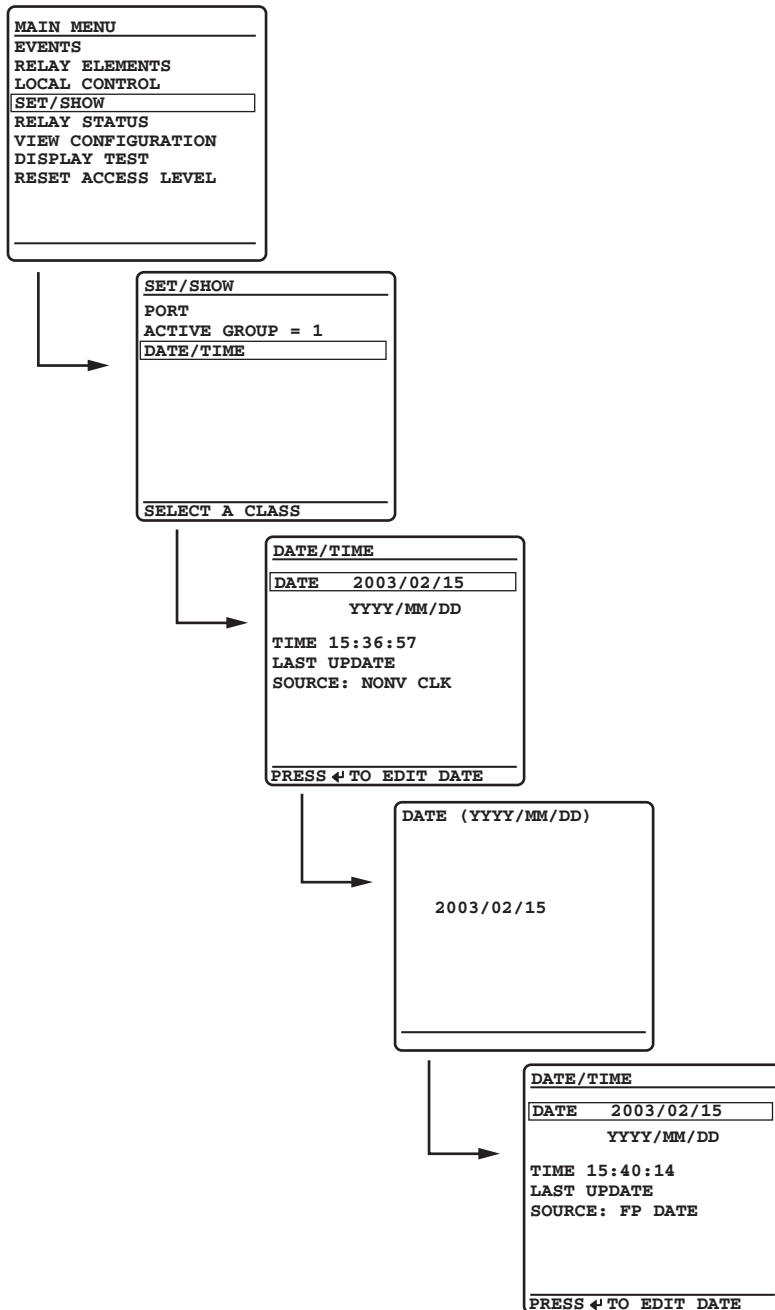 MAIN MENU
EVENTS
RELAY ELEMENTS
LOCAL CONTROL
SET/SHOW
RELAY STATUS
VIEW CONFIGURATION
DISPLAY TEST
RESET ACCESS LEVEL
SET/SHOW
PORT
ACTIVE GROUP = 1
DATE/TIME
SELECT A CLASS
DATE/TIME
DATE 2003/02/15
YYYY/MM/DD
TIME 15:36:57
LAST UPDATE
SOURCE: NONV CLK
PRESS ↵ TO EDIT DATE
DATE (YYYY/MM/DD)
2003/02/15
DATE/TIME
DATE 2003/02/15
YYYY/MM/DD
TIME 15:40:14
LAST UPDATE
SOURCE: FP DATE
PRESS ↵ TO EDIT DATE